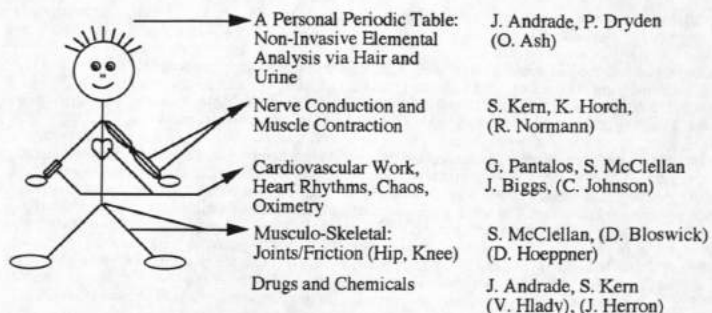 A Personal Periodic Table: J. Andrade, P. Dryden
Non-Invasive Elemental (O. Ash)
Analysis via Hair and
Urine
Nerve Conduction and S. Kern, K. Horch,
Muscle Contraction (R. Normann)
Cardiovascular Work, G. Pantalos, S. McClellan
Heart Rhythms, Chaos, J. Biggs, (C. Johnson)
Oximetry
Musculo-Skeletal: S. McClellan, (D. Bloswick)
Joints/Friction (Hip, Knee) (D. Hoeppner)
Drugs and Chemicals J. Andrade, S. Kern
(V. Hlady), (J. Herron)